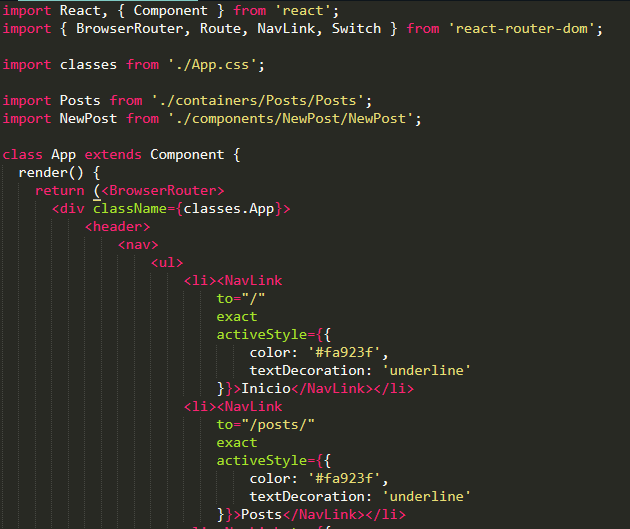 import React, { Component } from 'react';
import { BrowserRouter, Route, NavLink, Switch } from 'react-router-dom';
import classes from './App.css';
import Posts from './containers/Posts/Posts';
import NewPost from './components/NewPost/NewPost';
class App extends Component {
render() {
return (<BrowserRouter>
<div className={classes.App}>
<header>
<nav>
<ul>
<li><NavLink
to="/"
exact
activeStyle={{
color: '#fa923f',
textDecoration: 'underline'
}}>Inicio</NavLink></li>
<li><NavLink
to="/posts/"
exact
activeStyle={{
color: '#fa923f',
textDecoration: 'underline'
}}>Posts</NavLink></li>